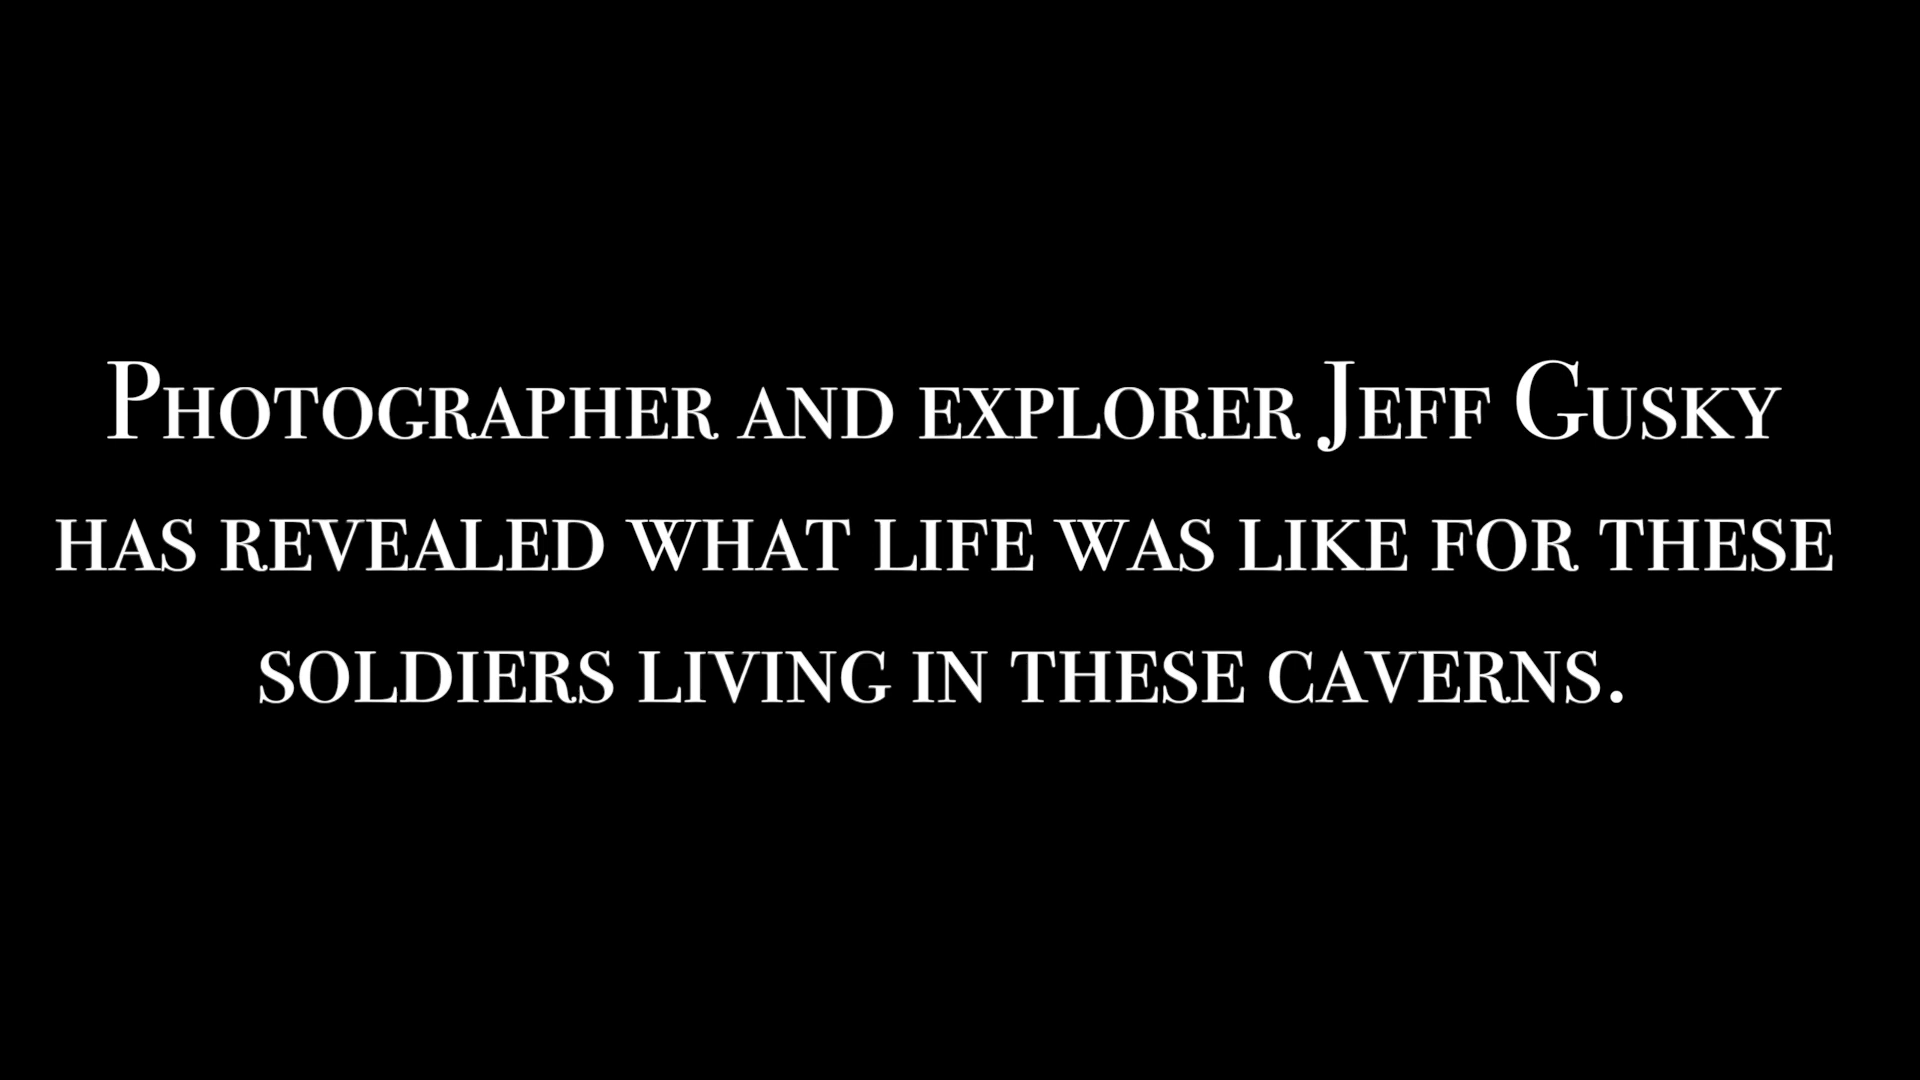 Photographer and explorer Jeff Gusky
has revealed what life was like for these
soldiers living in these caverns.